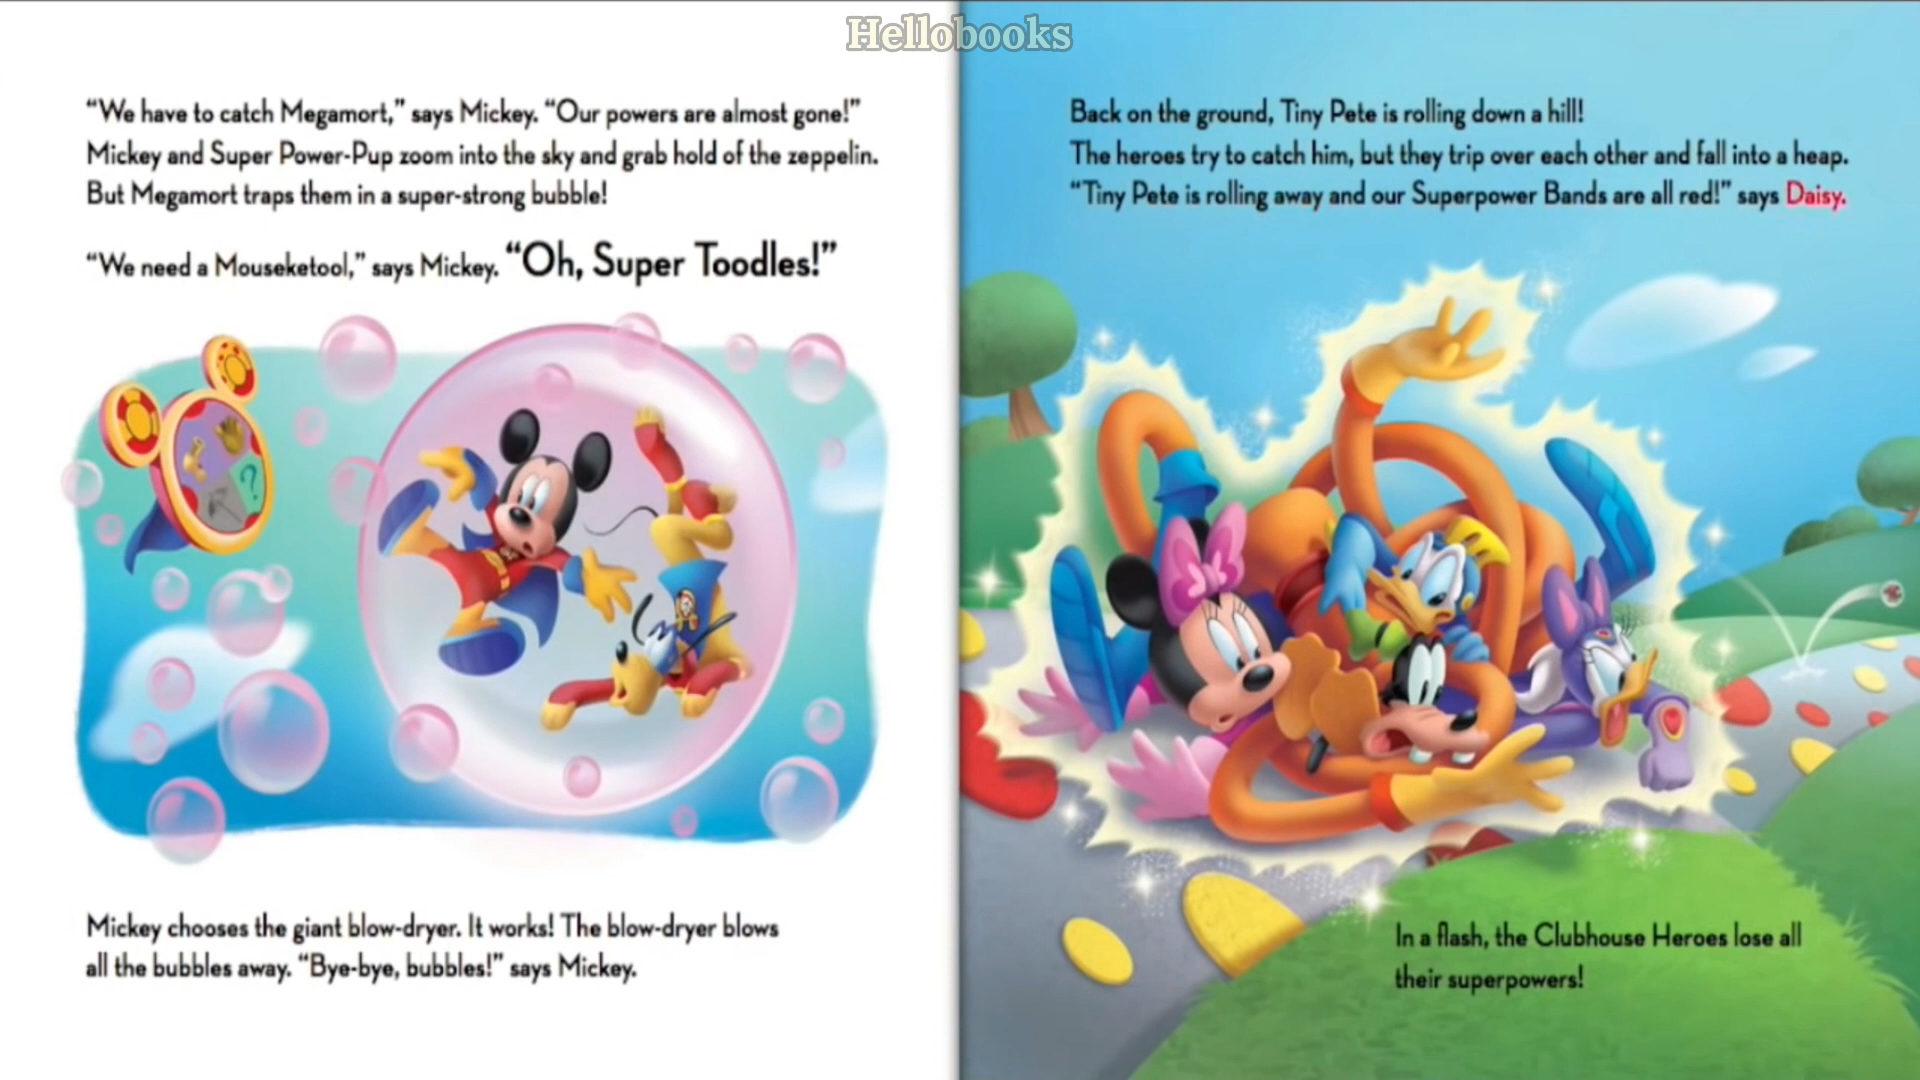 Hellobooks
“We have to catch Megamort,” says Mickey. “Our powers are almost gone!”
Mickey and Super Power-Pup zoom into the sky and grab hold of the zeppelin.
But Megamort traps them in a super-strong bubble!
“We need a Mouseketool,” says Mickey. “Oh, Super Toodles!”
?
Mickey chooses the giant blow-dryer. It works! The blow-dryer blows
all the bubbles away. “Bye-bye, bubbles!” says Mickey.
Back on the ground, Tiny Pete is rolling down a hill!
The heroes try to catch him, but they trip over each other and fall into a heap.
“Tiny Pete is rolling away and our Superpower Bands are all red!” says Daisy.
In a flash, the Clubhouse Heroes lose all
their superpowers!